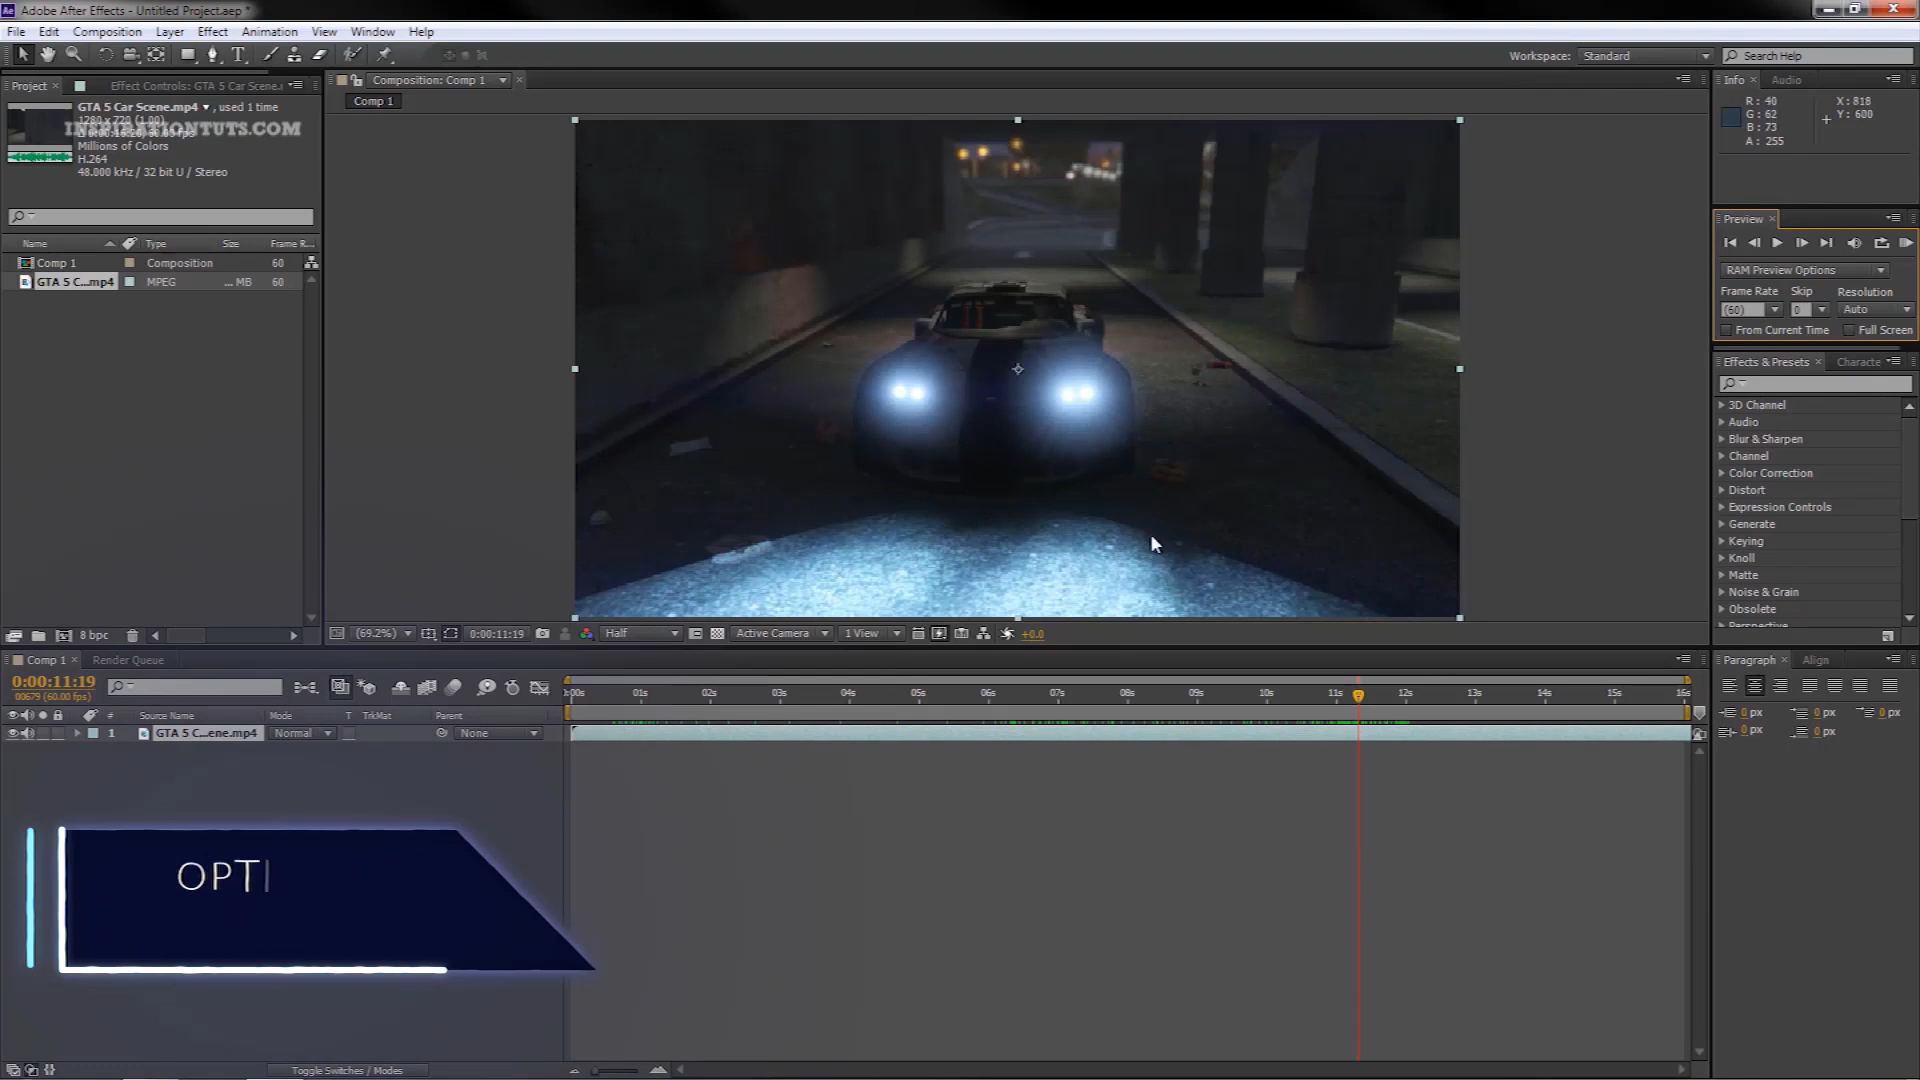 Adobe After Effects - Untitled Project.aep *
File Edit Composition Layer Effect Animation View Window Help
Workspace: Standard Search Help
Project Effect Controls: GTA 5 Car Scene.
GTA 5 Car Scene.mp4 , used 1 time
1280 x 720 (1.00)
INSPIRATIONTUTS.COM
Millions of Colors
H.264
48.000 kHz / 32 bit U / Stereo
Name Type Size Frame R...
Comp 1 Composition 60
GTA 5 C...mp4 MPEG ... MB 60
8 bpc
Composition: Comp 1
Comp 1
(69.2%) 0:00:11:19 Half Active Camera 1 View +0.0
Info Audio
R: 40 X: 818
G: 62 Y: 600
B: 73
A: 255
Preview
RAM Preview Options
Frame Rate Skip Resolution
(60) 0 Auto
From Current Time Full Screen
Effects & Presets Characte
3D Channel
Audio
Blur & Sharpen
Channel
Color Correction
Distort
Expression Controls
Generate
Keying
Knoll
Matte
Noise & Grain
Obsolete
Perspective
Comp 1 Render Queue
0:00:11:19
00679 (60.00 fps)
:00s 01s 02s 03s 04s 05s 06s 07s 08s 09s 10s 11s 12s 13s 14s 15s 16s
# Source Name Mode T TrkMat Parent
1 GTA 5 C...ene.mp4 Normal None
OPTI
Toggle Switches / Modes
Paragraph Align
0 px 0 px 0 px
0 px 0 px